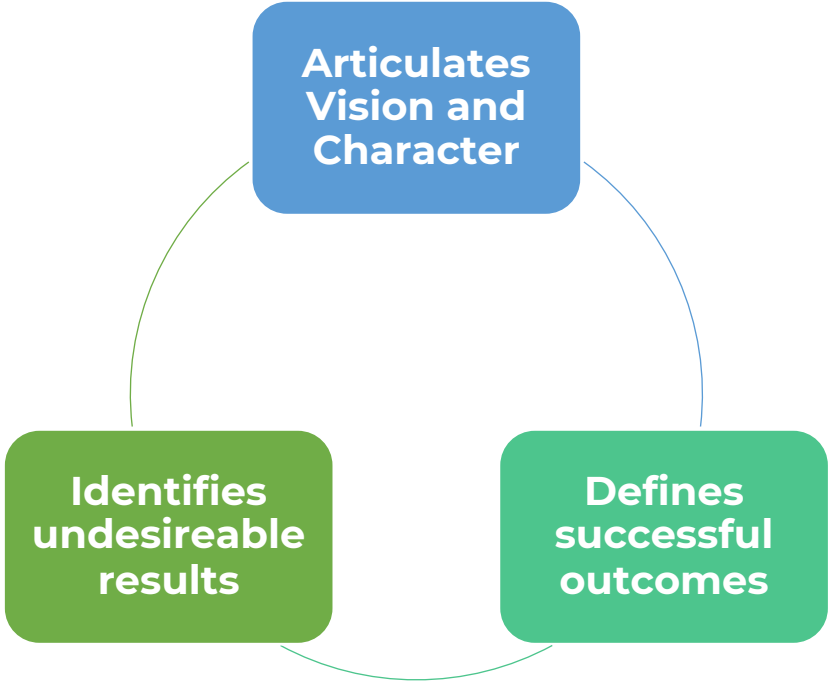 Articulates
Vision and
Character
Identifies
undesireable
results
Defines
successful
outcomes